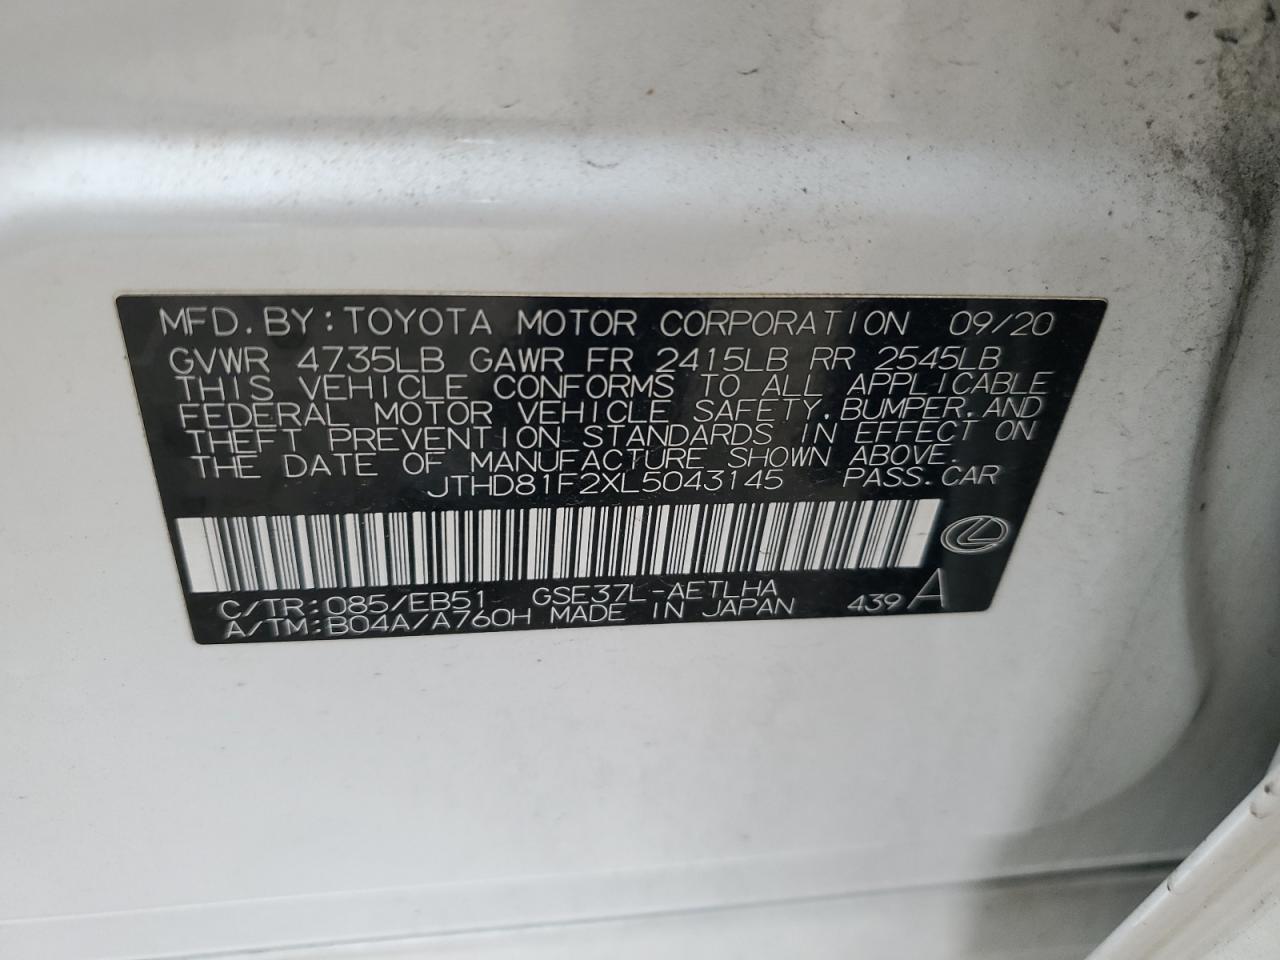 MFD. BY: TOYOTA MOTOR CORPORATION 09/20
GVWR 4735LB GAWR FR 2415LB RR 2545LB
THIS VEHICLE CONFORMS TO ALL APPLICABLE
FEDERAL MOTOR VEHICLE SAFETY, BUMPER, AND
THEFT PREVENTION STANDARDS IN EFFECT ON
THE DATE OF MANUFACTURE SHOWN ABOVE.
JTHD81F2XL5043145 PASS. CAR
C/TR: 085/EB51 GSE37L-AETLHA
A/TM: B04A/A760H MADE IN JAPAN 439 A